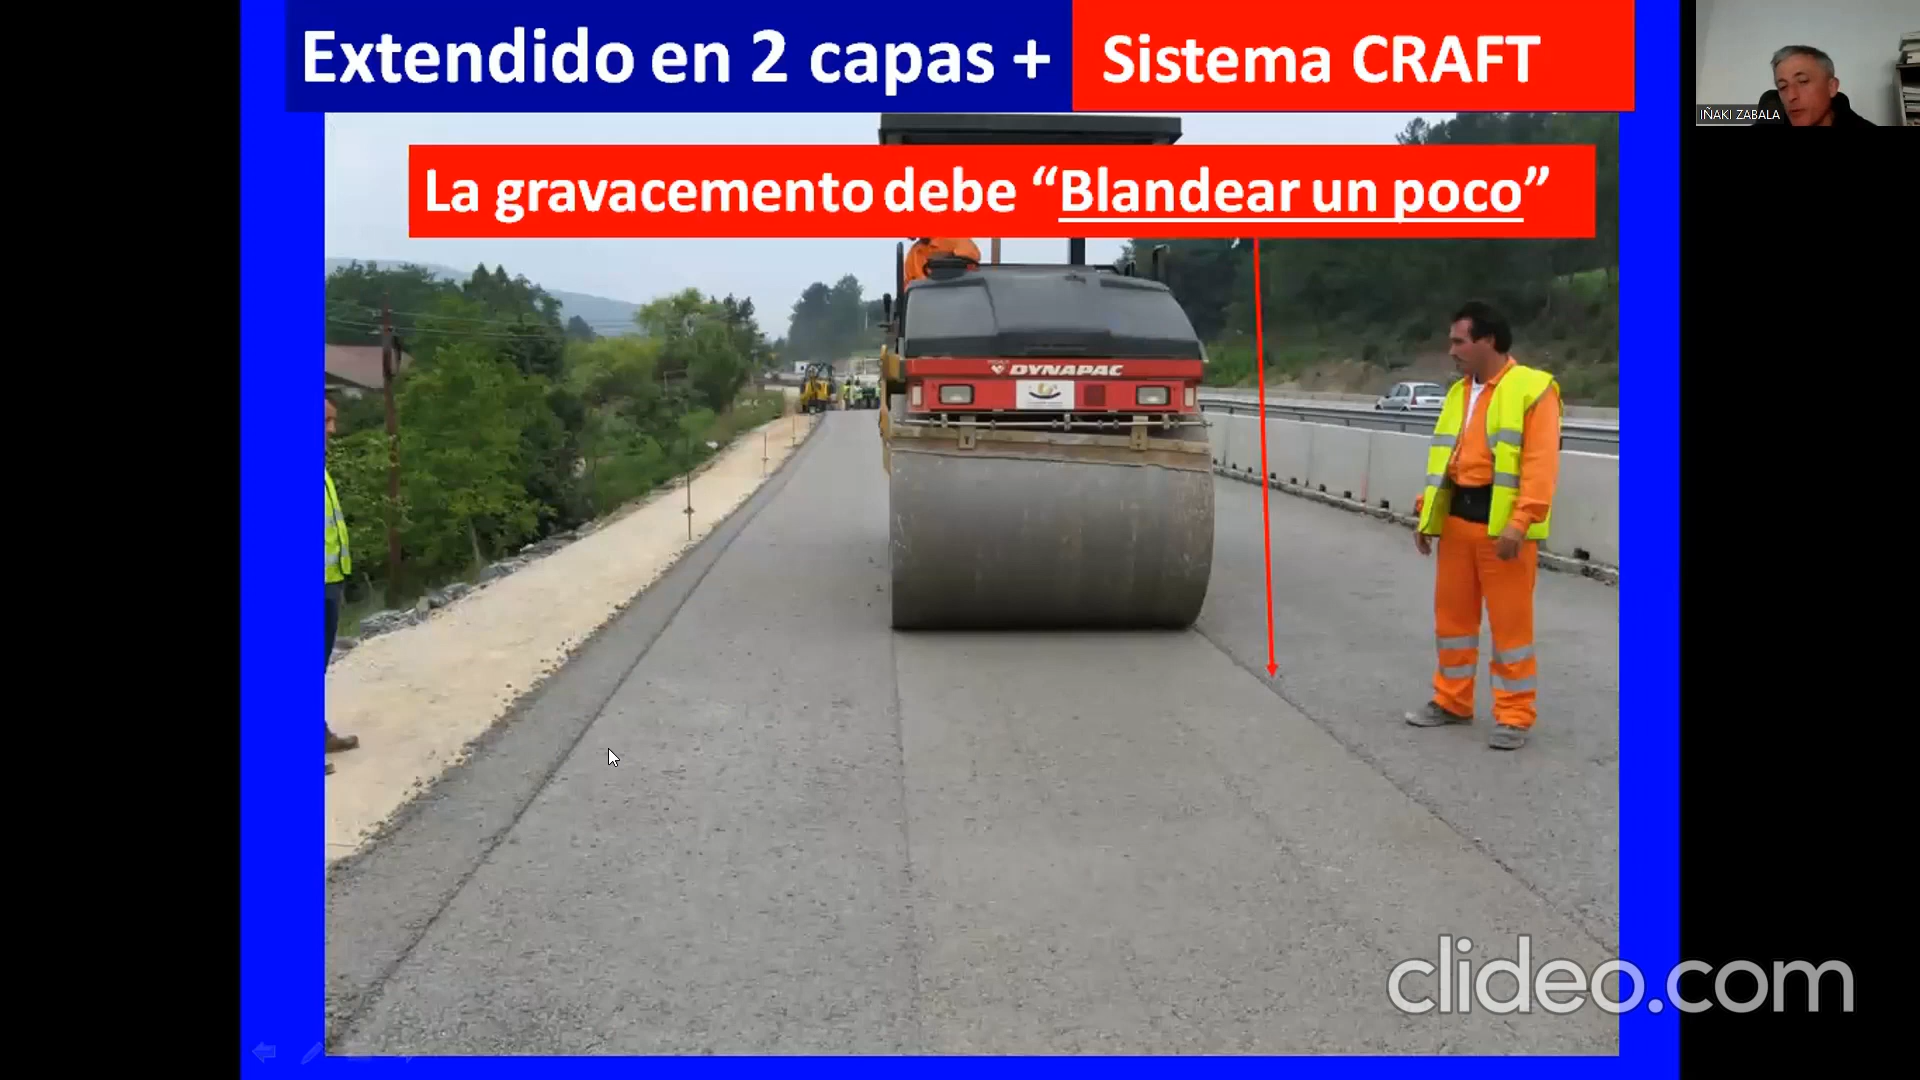 Extendido en 2 capas + Sistema CRAFT
IÑAKI ZABALA
La gravacemento debe “Blandear un poco”
DYNAPAC
clideo.com